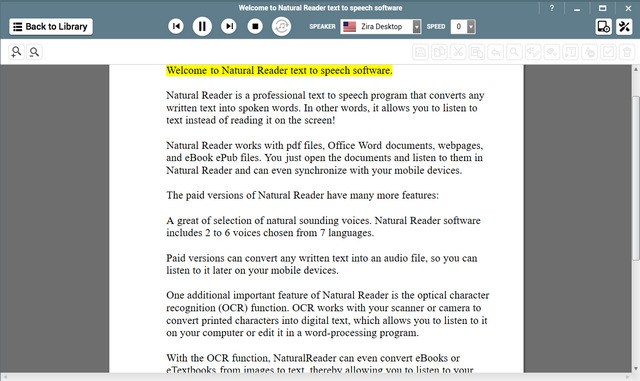 Welcome to Natural Reader text to speech software
Back to Library
SPEAKER
Zira Desktop
SPEED
0
Welcome to Natural Reader text to speech software.
Natural Reader is a professional text to speech program that converts any
written text into spoken words. In other words, it allows you to listen to
text instead of reading it on the screen!
Natural Reader works with pdf files, Office Word documents, webpages,
and eBook ePub files. You just open the documents and listen to them in
Natural Reader and can even synchronize with your mobile devices.
The paid versions of Natural Reader have many more features:
A great of selection of natural sounding voices. Natural Reader software
includes 2 to 6 voices chosen from 7 languages.
Paid versions can convert any written text into an audio file, so you can
listen to it later on your mobile devices.
One additional important feature of Natural Reader is the optical character
recognition (OCR) function. OCR works with your scanner or camera to
convert printed characters into digital text, which allows you to listen to it
on your computer or edit it in a word-processing program.
With the OCR function, NaturalReader can even convert eBooks or
eTextbooks from images to text, thereby allowing you to listen to your